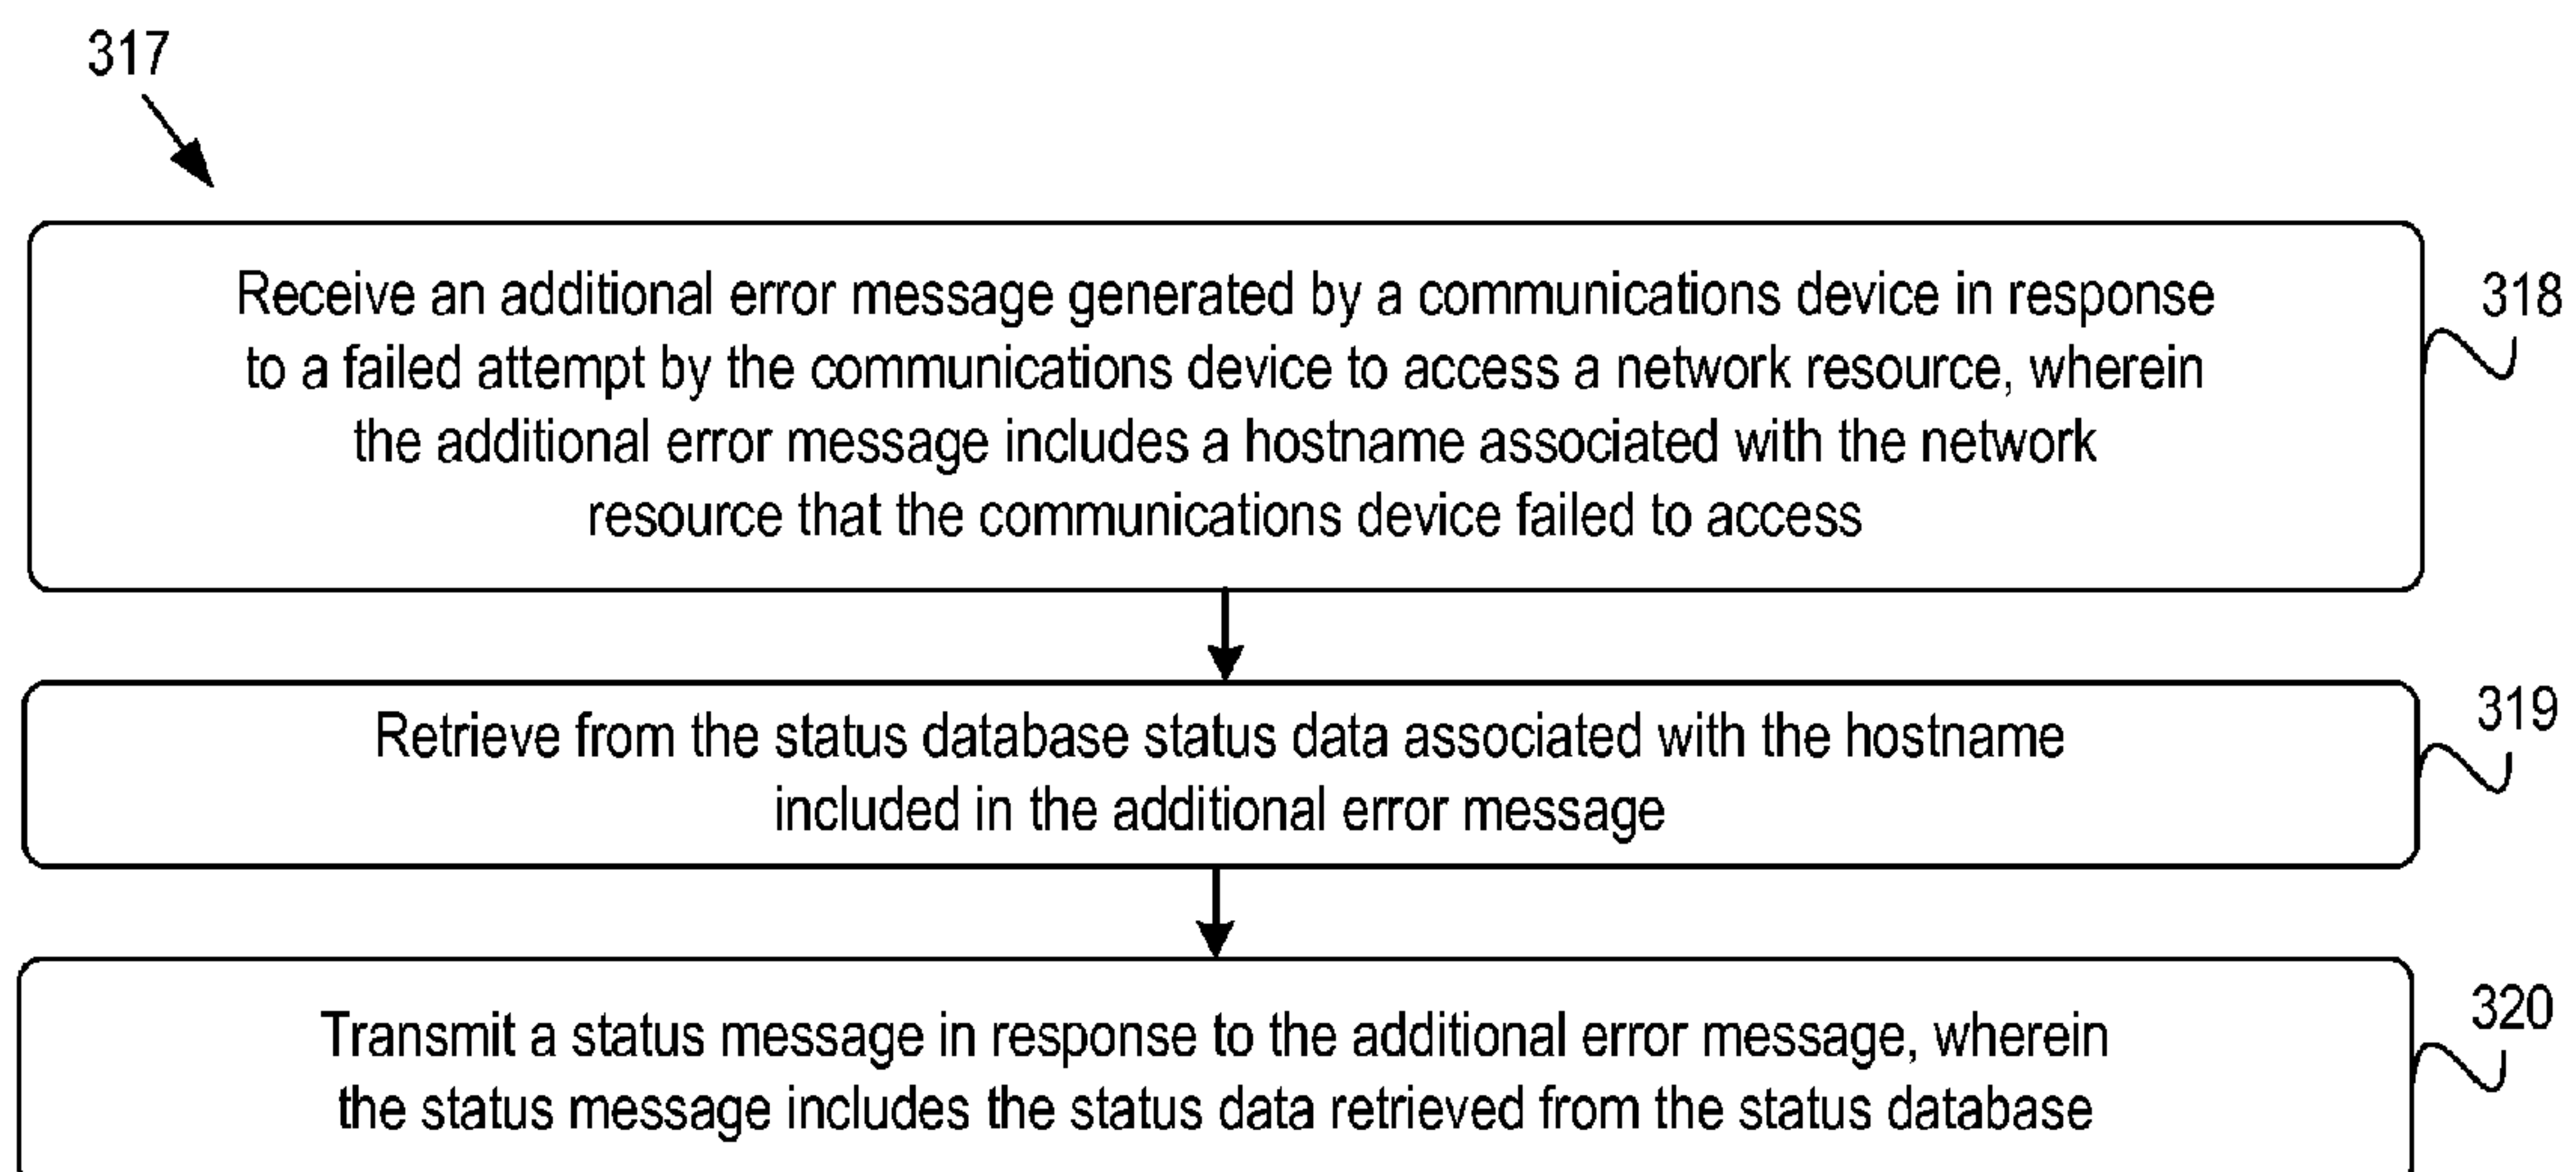 317
Receive an additional error message generated by a communications device in response
to a failed attempt by the communications device to access a network resource, wherein
the additional error message includes a hostname associated with the network
resource that the communications device failed to access
318
Retrieve from the status database status data associated with the hostname
included in the additional error message
319
Transmit a status message in response to the additional error message, wherein
the status message includes the status data retrieved from the status database
320